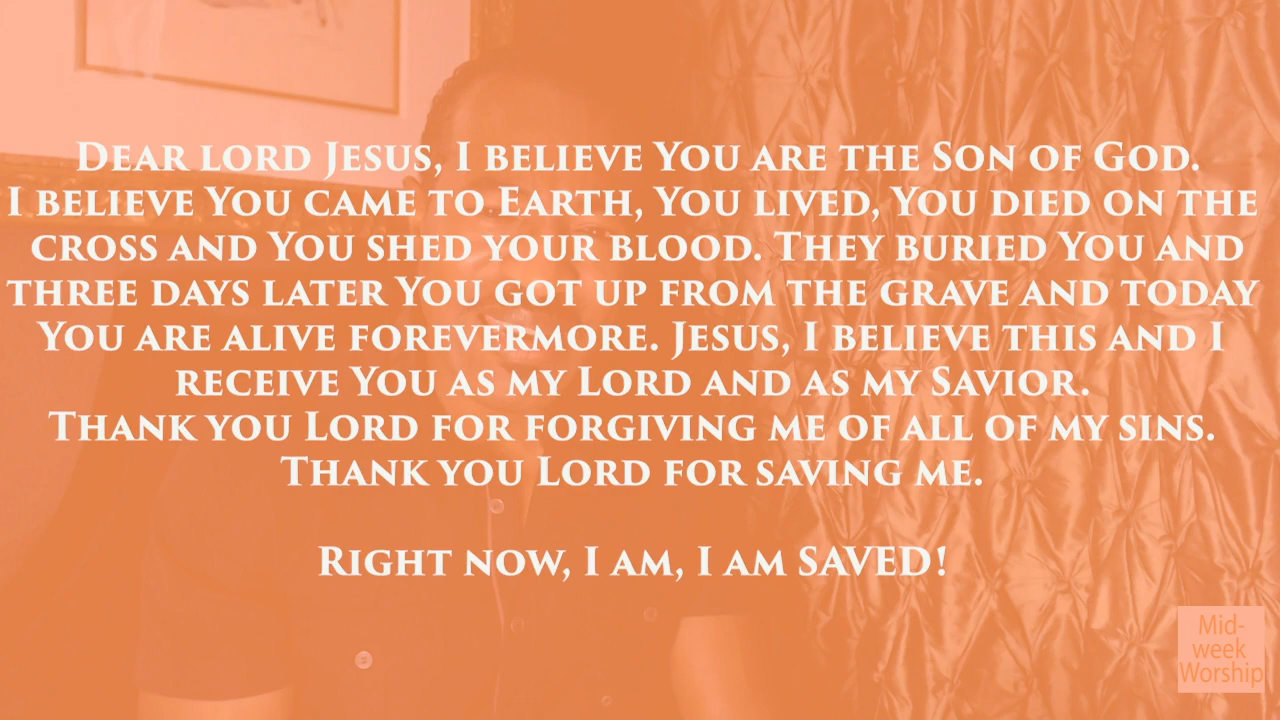 Dear Lord Jesus, I believe You are the Son of God.
I believe You came to Earth, You lived, You died on the
cross and You shed your blood. They buried You and
three days later You got up from the grave and today
You are alive forevermore. Jesus, I believe this and I
receive You as my Lord and as my Savior.
Thank you Lord for forgiving me of all of my sins.
Thank you Lord for saving me.
Right now, I am, I am SAVED!
Mid-
week
Worship